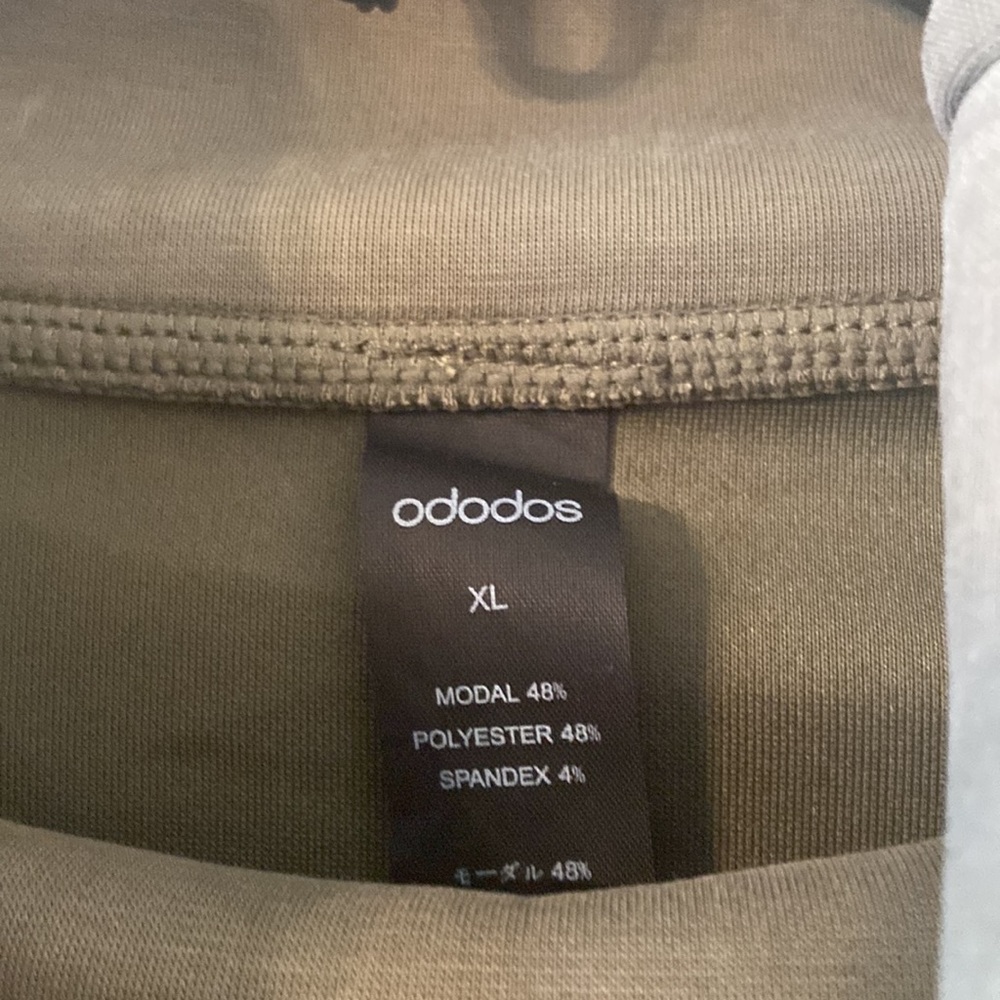 ododos
XL
MODAL 48%
POLYESTER 48%
SPANDEX 4%
モーダル 48%